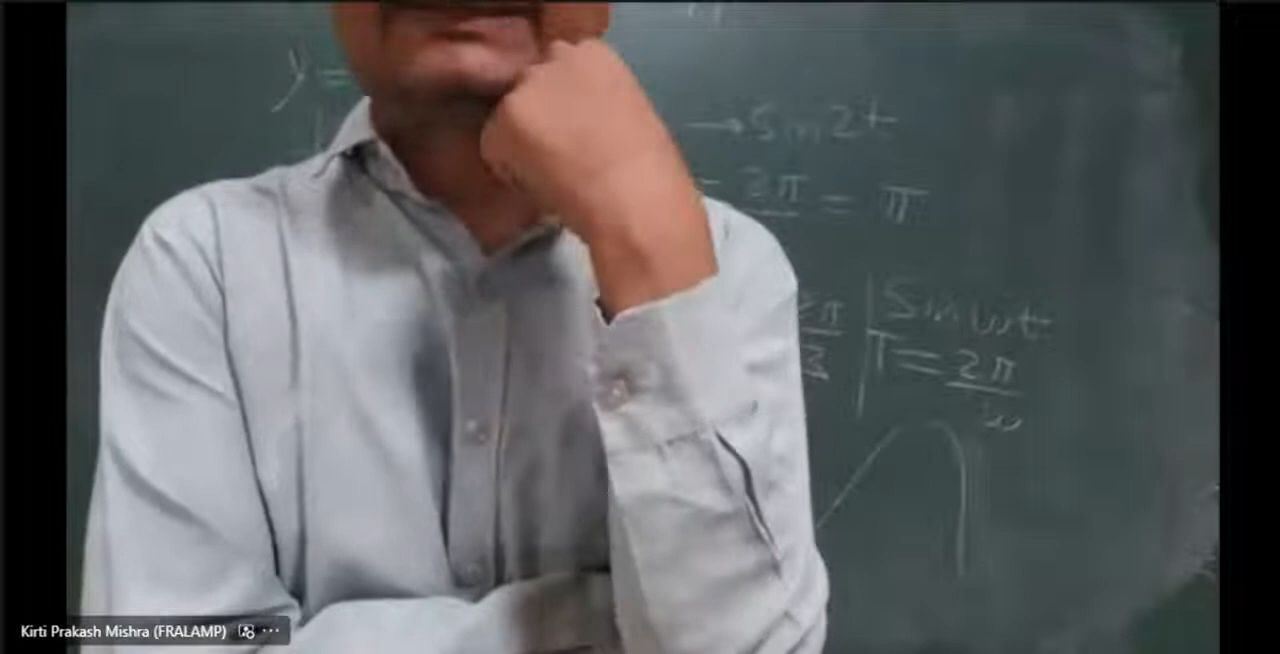 y =
→ sin 2t
= 2π = π
2π / 3
sin ωt
T = 2π / ω
Kirti Prakash Mishra (FRALAMP)